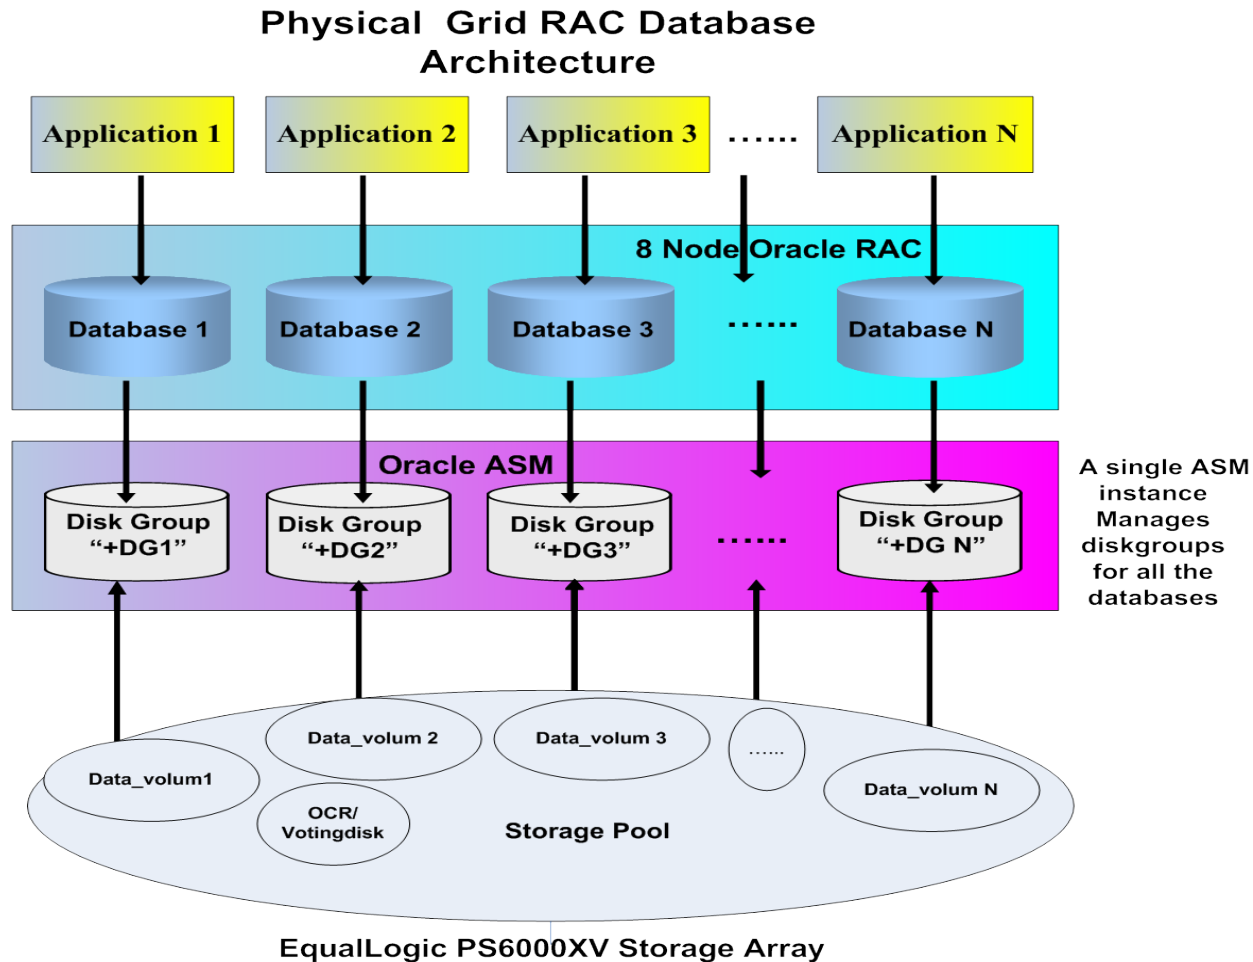 Physical  Grid RAC Database
Architecture
Application 1
Application 2
Application 3
......
Application N
8 Node Oracle RAC
Database 1
Database 2
Database 3
......
Database N
Oracle ASM
Disk Group
“+DG1”
Disk Group
“+DG2”
Disk Group
“+DG3”
......
Disk Group
“+DG N”
A single ASM
instance
Manages
diskgroups
for all the
databases
Data_volum1
Data_volum 2
Data_volum 3
......
Data_volum N
OCR/
Votingdisk
Storage Pool
EqualLogic PS6000XV Storage Array